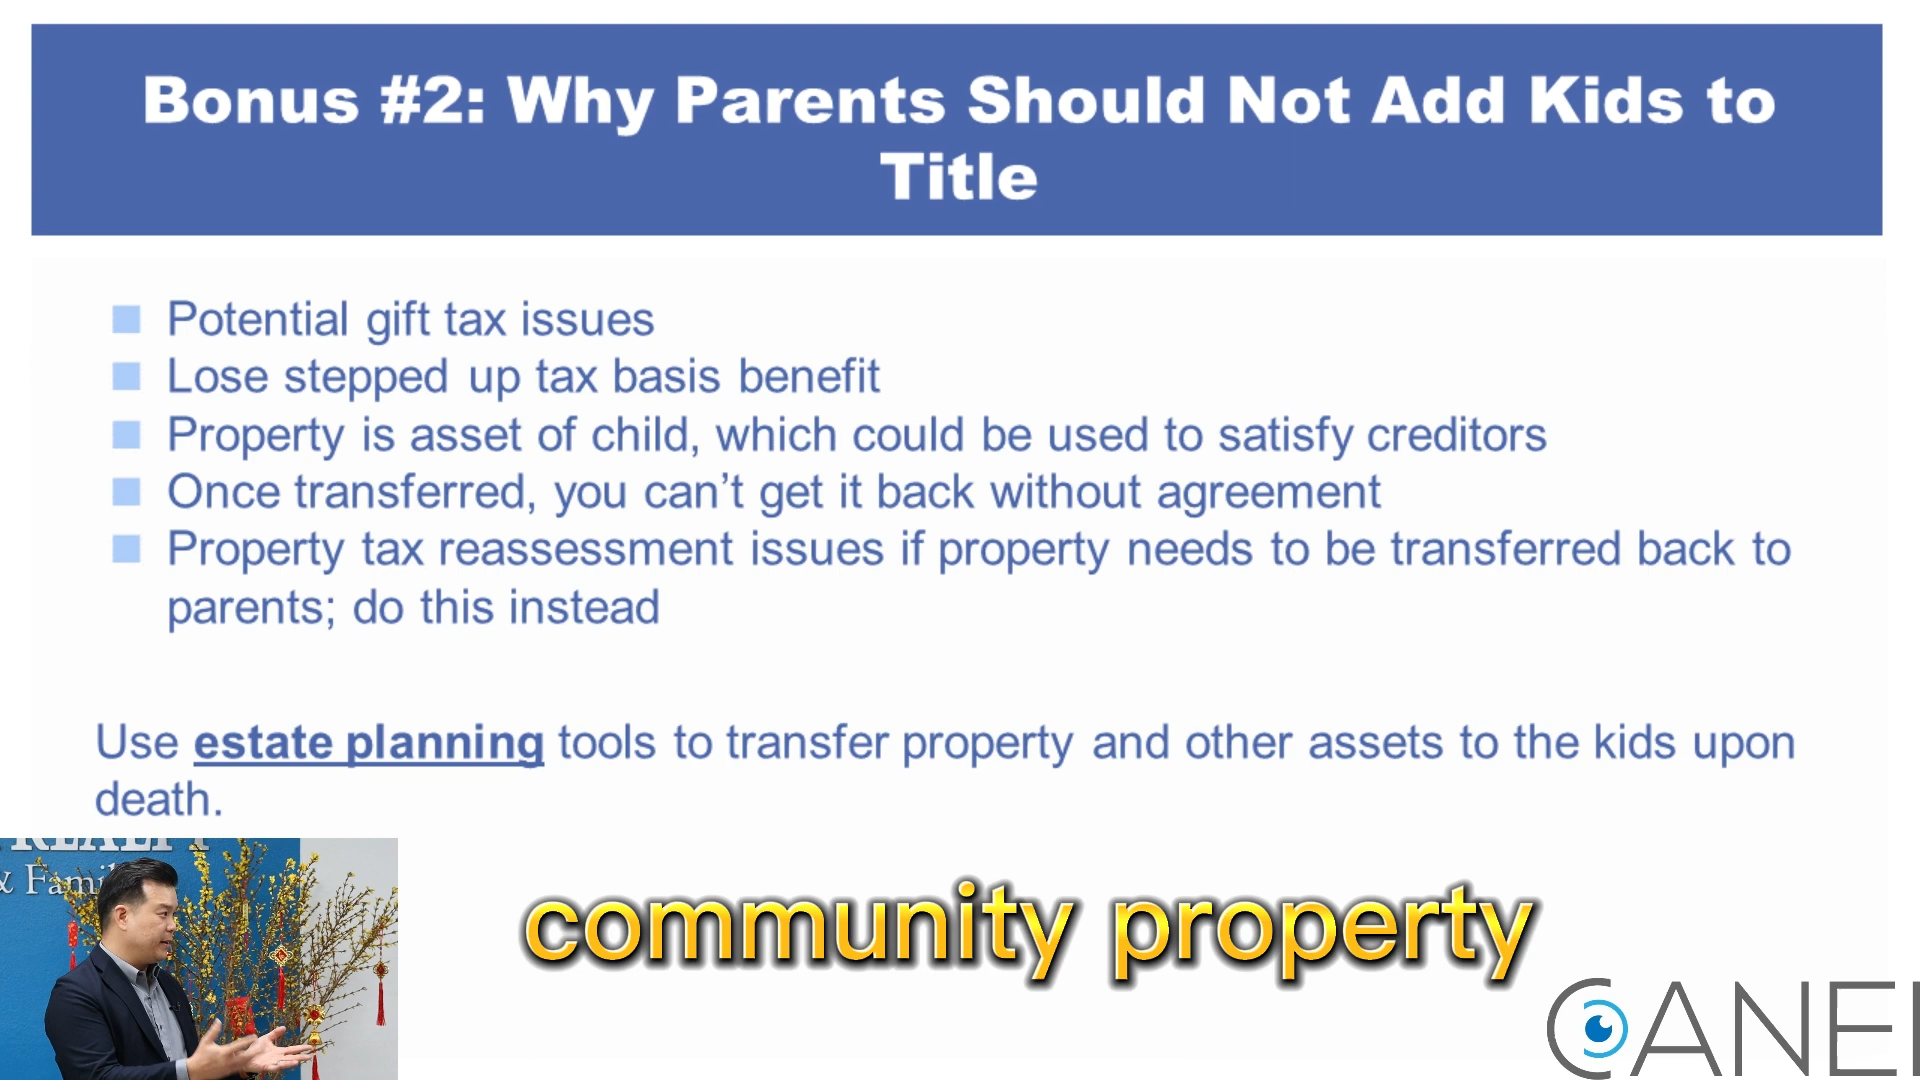 Bonus #2: Why Parents Should Not Add Kids to
Title
Potential gift tax issues
Lose stepped up tax basis benefit
Property is asset of child, which could be used to satisfy creditors
Once transferred, you can’t get it back without agreement
Property tax reassessment issues if property needs to be transferred back to
parents; do this instead
Use estate planning tools to transfer property and other assets to the kids upon
death.
REALTY
& Fami
community property
CANEI